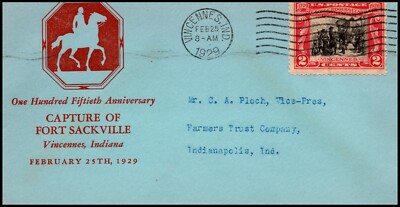 One Hundred Fiftieth Anniversary
CAPTURE OF
FORT SACKVILLE
Vincennes, Indiana
FEBRUARY 25TH, 1929
VINCENNES, IND.
FEB 25
8-AM
1929
U.S. POSTAGE
VINCENNES
2 CENTS 2
Mr. C. A. Ploch, Vice-Pres,
Farmers Trust Company,
Indianapolis, Ind.